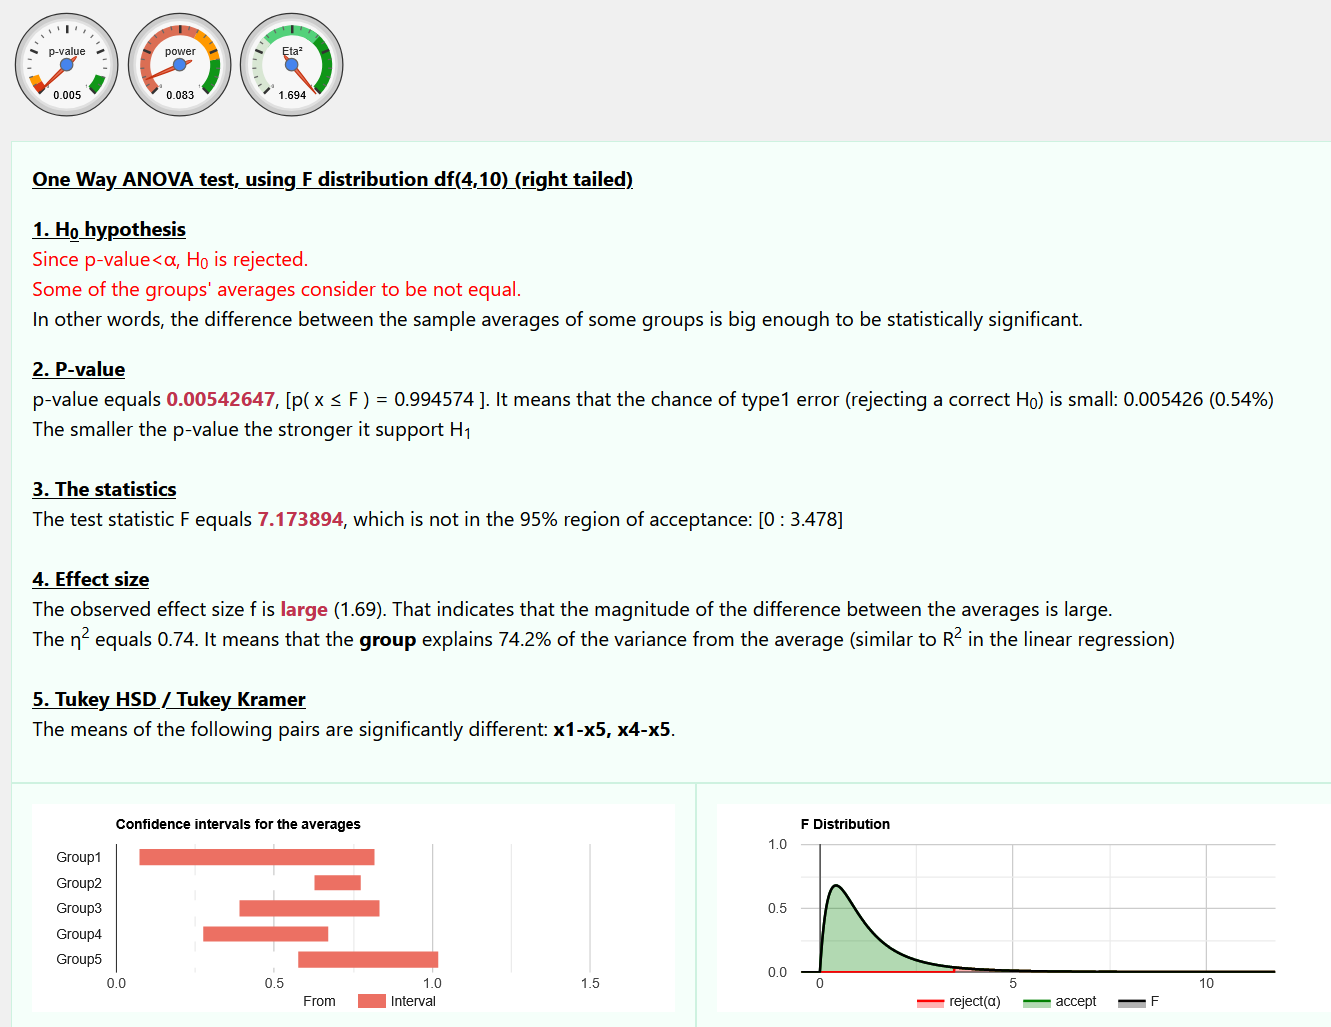 p-value
0.005
power
0.083
Eta²
1.694
One Way ANOVA test, using F distribution df(4,10) (right tailed)
1. H₀ hypothesis
Since p-value<α, H₀ is rejected.
Some of the groups' averages consider to be not equal.
In other words, the difference between the sample averages of some groups is big enough to be statistically significant.
2. P-value
p-value equals 0.00542647, [p( x ≤ F ) = 0.994574 ]. It means that the chance of type1 error (rejecting a correct H₀) is small: 0.005426 (0.54%)
The smaller the p-value the stronger it support H₁
3. The statistics
The test statistic F equals 7.173894, which is not in the 95% region of acceptance: [0 : 3.478]
4. Effect size
The observed effect size f is large (1.69). That indicates that the magnitude of the difference between the averages is large.
The η² equals 0.74. It means that the group explains 74.2% of the variance from the average (similar to R² in the linear regression)
5. Tukey HSD / Tukey Kramer
The means of the following pairs are significantly different: x1-x5, x4-x5.
Confidence intervals for the averages
Group1
Group2
Group3
Group4
Group5
0.0 0.5 1.0 1.5
From Interval
F Distribution
1.0
0.5
0.0
0 5 10
reject(α) accept F